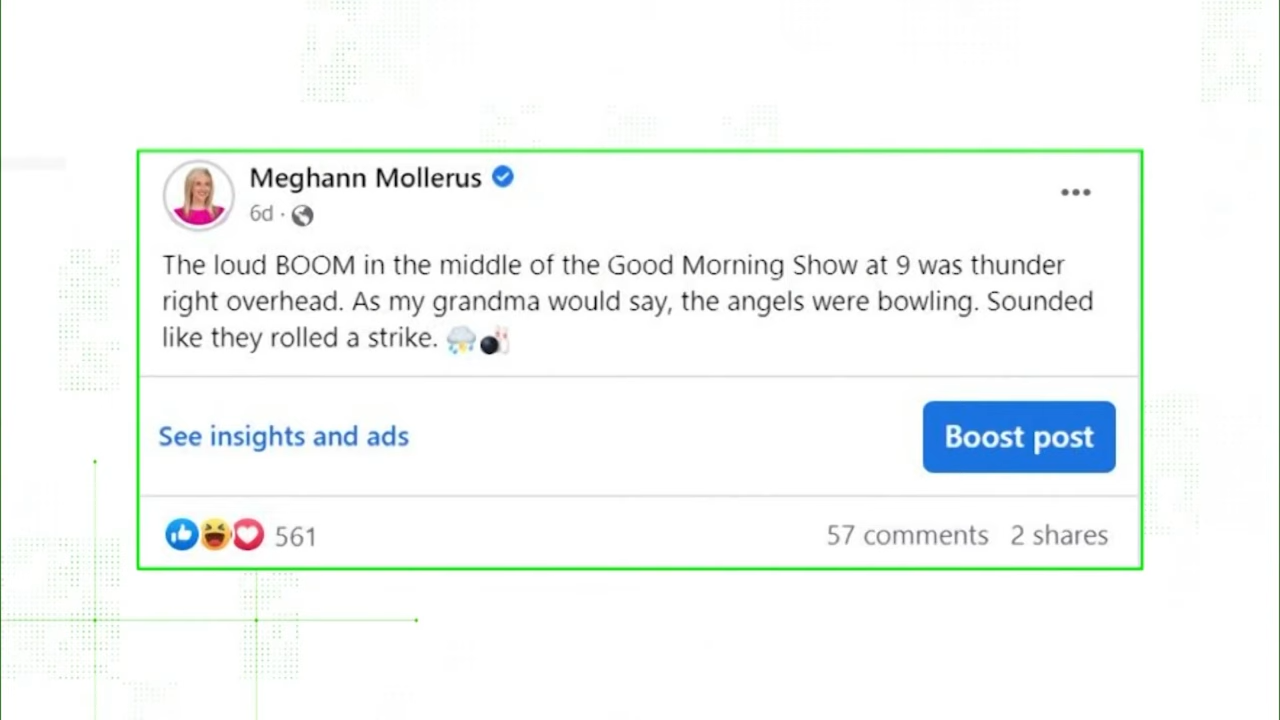 Meghann Mollerus
6d ·
The loud BOOM in the middle of the Good Morning Show at 9 was thunder
right overhead. As my grandma would say, the angels were bowling. Sounded
like they rolled a strike. 🌧️🎳
See insights and ads
Boost post
561
57 comments 2 shares